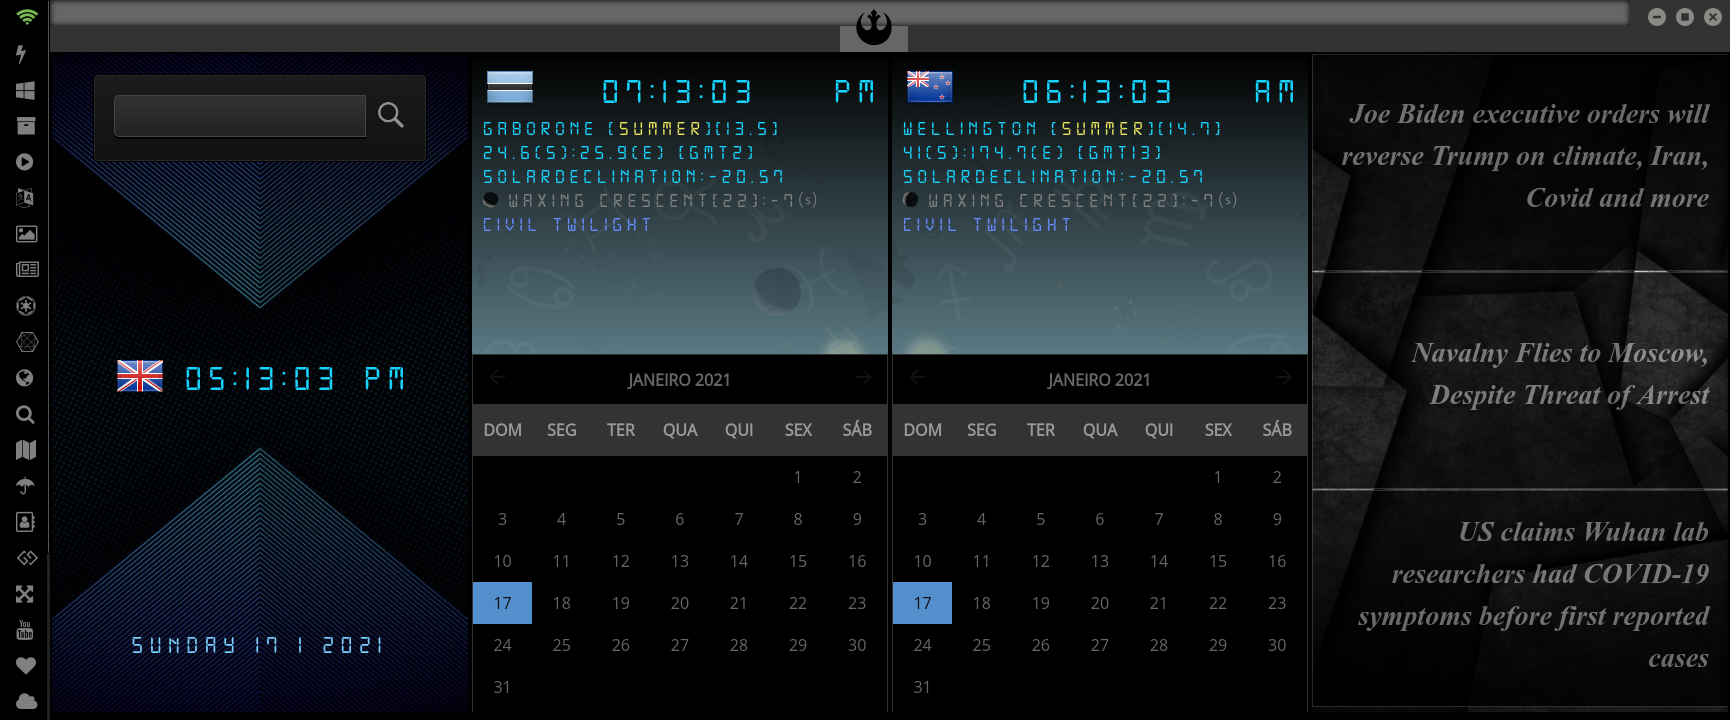 05:13:03 PM
SUNDAY 17 1 2021
07:13:03 PM
GABORONE (SUMMER)(13.5)
24.6(S):25.9(E) (GMT2)
SOLARDECLINATION:-20.57
WAXING CRESCENT(22):-7(s)
CIVIL TWILIGHT
JANEIRO 2021
DOM SEG TER QUA QUI SEX SÁB
1 2
3 4 5 6 7 8 9
10 11 12 13 14 15 16
17 18 19 20 21 22 23
24 25 26 27 28 29 30
31
06:13:03 AM
WELLINGTON (SUMMER)(14.7)
41(S):174.7(E) (GMT13)
SOLARDECLINATION:-20.57
WAXING CRESCENT(22):-7(s)
CIVIL TWILIGHT
JANEIRO 2021
DOM SEG TER QUA QUI SEX SÁB
1 2
3 4 5 6 7 8 9
10 11 12 13 14 15 16
17 18 19 20 21 22 23
24 25 26 27 28 29 30
31
Joe Biden executive orders will
reverse Trump on climate, Iran,
Covid and more
Navalny Flies to Moscow,
Despite Threat of Arrest
US claims Wuhan lab
researchers had COVID-19
symptoms before first reported
cases
You
Tube